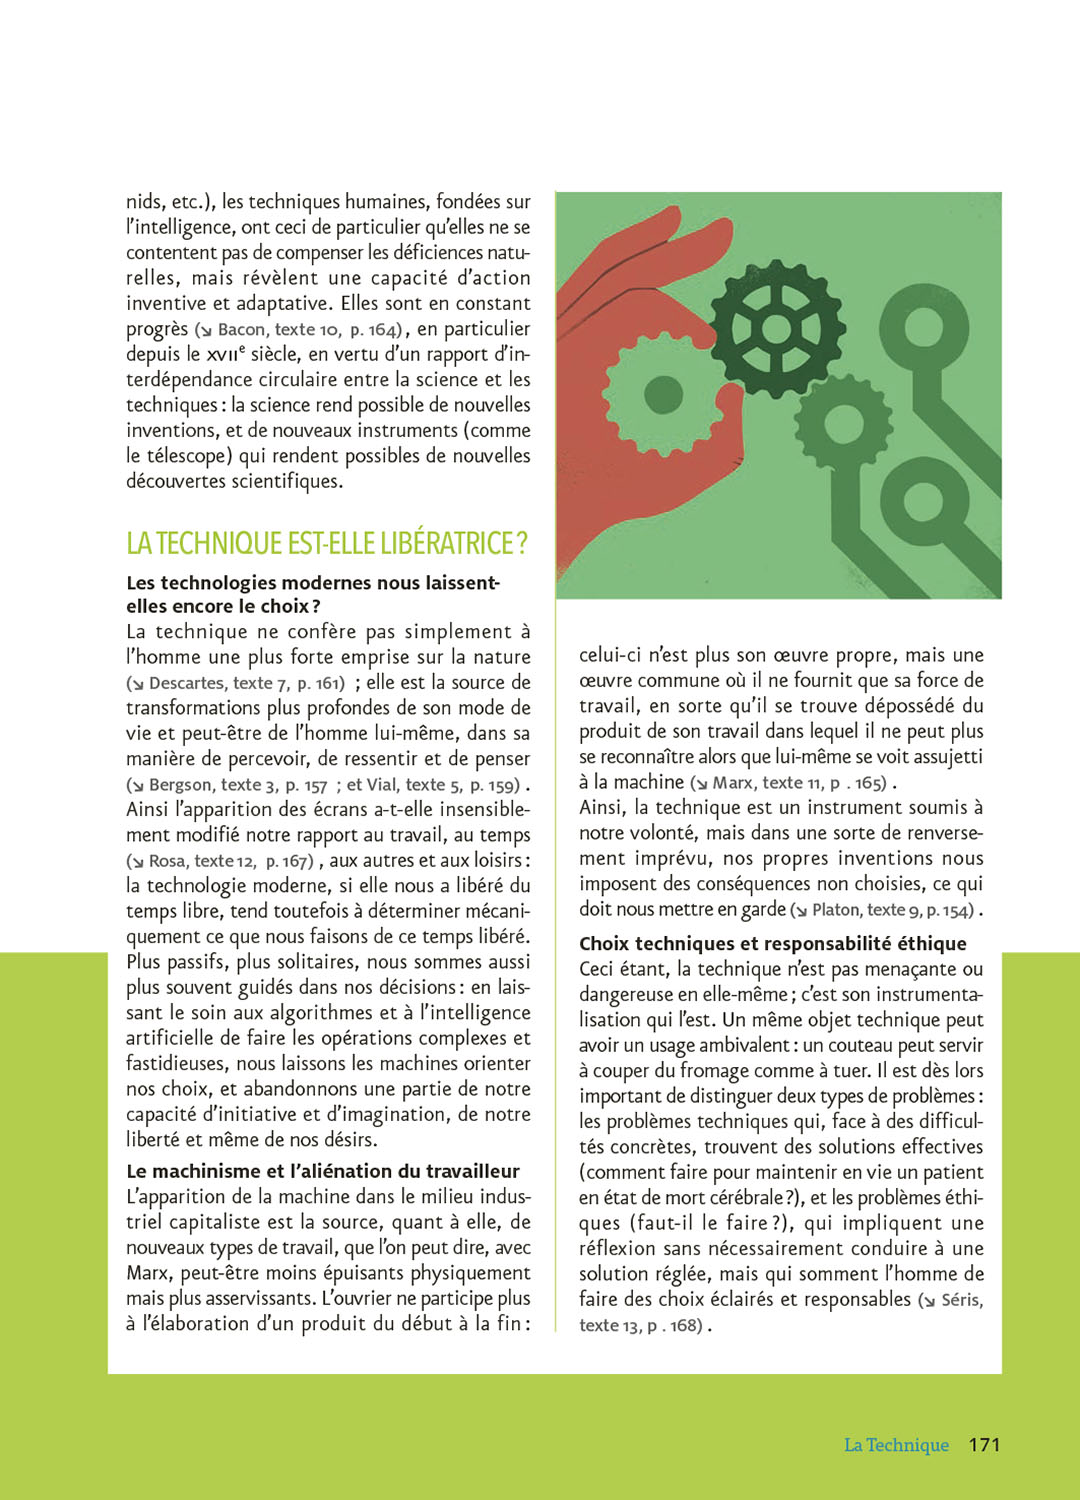 nids, etc.), les techniques humaines, fondées sur
l’intelligence, ont ceci de particulier qu’elles ne se
contentent pas de compenser les déficiences natu-
relles, mais révèlent une capacité d’action
inventive et adaptative. Elles sont en constant
progrès (↘ Bacon, texte 10, p. 164), en particulier
depuis le XVIIe siècle, en vertu d’un rapport d’in-
terdépendance circulaire entre la science et les
techniques : la science rend possible de nouvelles
inventions, et de nouveaux instruments (comme
le télescope) qui rendent possibles de nouvelles
découvertes scientifiques.
LA TECHNIQUE EST-ELLE LIBÉRATRICE ?
Les technologies modernes nous laissent-
elles encore le choix ?
La technique ne confère pas simplement à
l’homme une plus forte emprise sur la nature
(↘ Descartes, texte 7, p. 161) ; elle est la source de
transformations plus profondes de son mode de
vie et peut-être de l’homme lui-même, dans sa
manière de percevoir, de ressentir et de penser
(↘ Bergson, texte 3, p. 157 ; et Vial, texte 5, p. 159) .
Ainsi l’apparition des écrans a-t-elle insensible-
ment modifié notre rapport au travail, au temps
(↘ Rosa, texte 12, p. 167) , aux autres et aux loisirs :
la technologie moderne, si elle nous a libéré du
temps libre, tend toutefois à déterminer mécani-
quement ce que nous faisons de ce temps libéré.
Plus passifs, plus solitaires, nous sommes aussi
plus souvent guidés dans nos décisions : en lais-
sant le soin aux algorithmes et à l’intelligence
artificielle de faire les opérations complexes et
fastidieuses, nous laissons les machines orienter
nos choix, et abandonnons une partie de notre
capacité d’initiative et d’imagination, de notre
liberté et même de nos désirs.
Le machinisme et l’aliénation du travailleur
L’apparition de la machine dans le milieu indus-
triel capitaliste est la source, quant à elle, de
nouveaux types de travail, que l’on peut dire, avec
Marx, peut-être moins épuisants physiquement
mais plus asservissants. L’ouvrier ne participe plus
à l’élaboration d’un produit du début à la fin :
celui-ci n’est plus son œuvre propre, mais une
œuvre commune où il ne fournit que sa force de
travail, en sorte qu’il se trouve dépossédé du
produit de son travail dans lequel il ne peut plus
se reconnaître alors que lui-même se voit assujetti
à la machine (↘ Marx, texte 11, p . 165) .
Ainsi, la technique est un instrument soumis à
notre volonté, mais dans une sorte de renverse-
ment imprévu, nos propres inventions nous
imposent des conséquences non choisies, ce qui
doit nous mettre en garde (↘ Platon, texte 9, p. 154) .
Choix techniques et responsabilité éthique
Ceci étant, la technique n’est pas menaçante ou
dangereuse en elle-même ; c’est son instrumenta-
lisation qui l’est. Un même objet technique peut
avoir un usage ambivalent : un couteau peut servir
à couper du fromage comme à tuer. Il est dès lors
important de distinguer deux types de problèmes :
les problèmes techniques qui, face à des difficul-
tés concrètes, trouvent des solutions effectives
(comment faire pour maintenir en vie un patient
en état de mort cérébrale ?), et les problèmes éthi-
ques (faut-il le faire ?), qui impliquent une
réflexion sans nécessairement conduire à une
solution réglée, mais qui somment l’homme de
faire des choix éclairés et responsables (↘ Séris,
texte 13, p . 168) .
La Technique 171